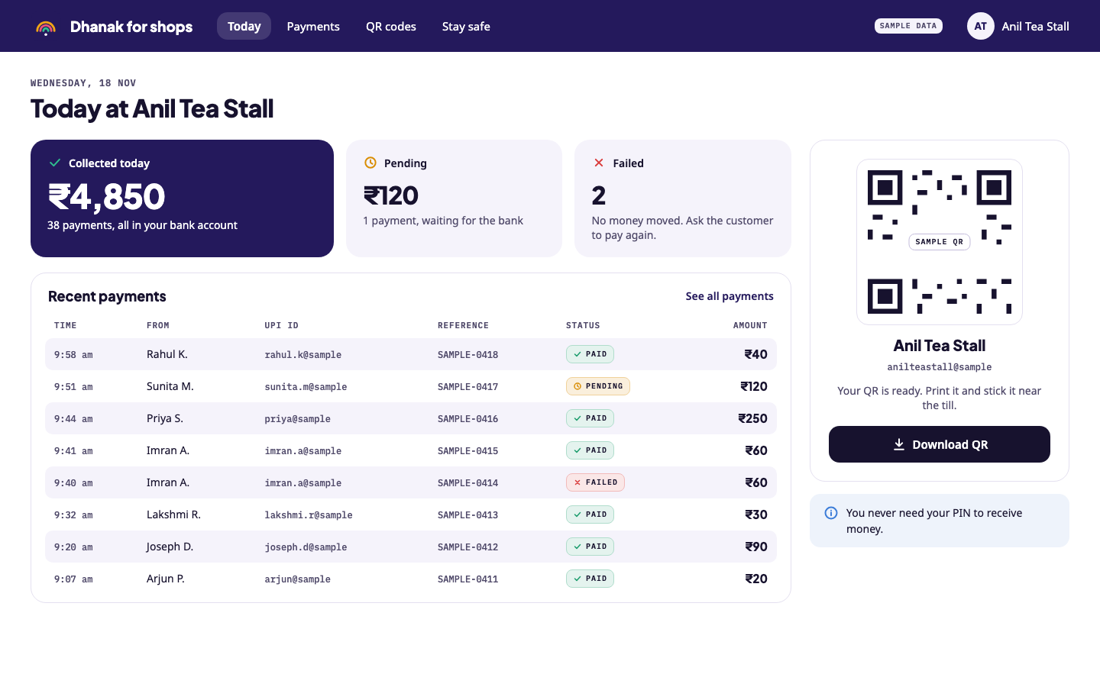 Dhanak for shops
Today
Payments
QR codes
Stay safe
SAMPLE DATA
AT
Anil Tea Stall
WEDNESDAY, 18 NOV
Today at Anil Tea Stall
Collected today
₹4,850
38 payments, all in your bank account
Pending
₹120
1 payment, waiting for the bank
Failed
2
No money moved. Ask the customer
to pay again.
Recent payments
See all payments
TIME FROM UPI ID REFERENCE STATUS AMOUNT
9:58 am Rahul K. rahul.k@sample SAMPLE-0418 PAID ₹40
9:51 am Sunita M. sunita.m@sample SAMPLE-0417 PENDING ₹120
9:44 am Priya S. priya@sample SAMPLE-0416 PAID ₹250
9:41 am Imran A. imran.a@sample SAMPLE-0415 PAID ₹60
9:40 am Imran A. imran.a@sample SAMPLE-0414 FAILED ₹60
9:32 am Lakshmi R. lakshmi.r@sample SAMPLE-0413 PAID ₹30
9:20 am Joseph D. joseph.d@sample SAMPLE-0412 PAID ₹90
9:07 am Arjun P. arjun@sample SAMPLE-0411 PAID ₹20
SAMPLE QR
Anil Tea Stall
anilteastall@sample
Your QR is ready. Print it and stick it near
the till.
Download QR
You never need your PIN to receive
money.